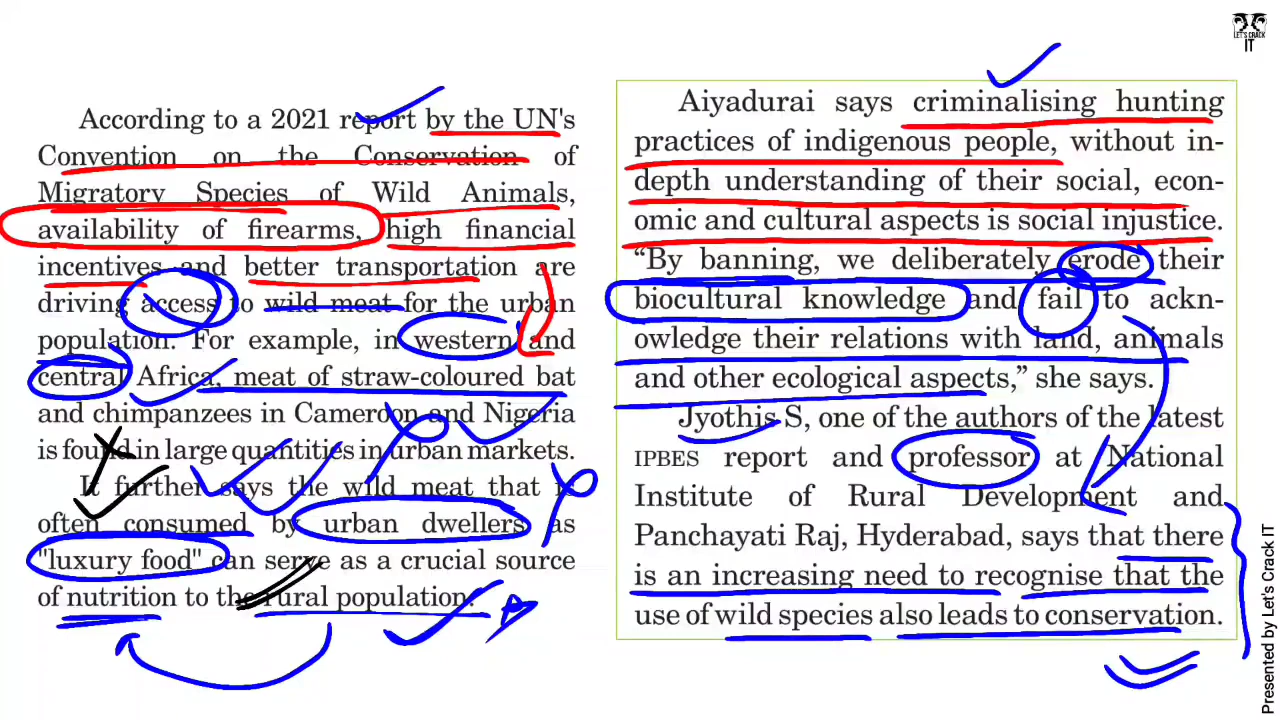 LET'S CRACK
IT
According to a 2021 report by the UN's
Convention on the Conservation of
Migratory Species of Wild Animals,
availability of firearms, high financial
incentives and better transportation are
driving access to wild meat for the urban
population. For example, in western and
central Africa, meat of straw-coloured bat
and chimpanzees in Cameroon and Nigeria
is found in large quantities in urban markets.
It further says the wild meat that is
often consumed by urban dwellers as
"luxury food" can serve as a crucial source
of nutrition to the rural population.
Aiyadurai says criminalising hunting
practices of indigenous people, without in-
depth understanding of their social, econ-
omic and cultural aspects is social injustice.
“By banning, we deliberately erode their
biocultural knowledge and fail to ackn-
owledge their relations with land, animals
and other ecological aspects,” she says.
Jyothis S, one of the authors of the latest
IPBES report and professor at National
Institute of Rural Development and
Panchayati Raj, Hyderabad, says that there
is an increasing need to recognise that the
use of wild species also leads to conservation.
Presented by Let's Crack IT